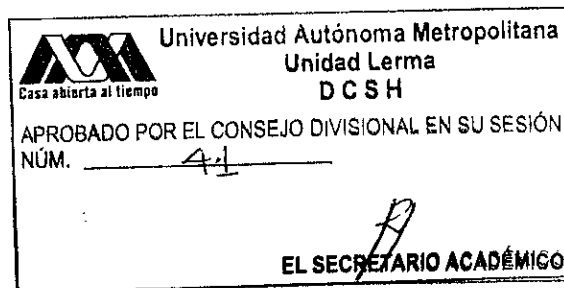 Universidad Autónoma Metropolitana
Unidad Lerma
Casa abierta al tiempo
DCSH
APROBADO POR EL CONSEJO DIVISIONAL EN SU SESIÓN
NÚM. 41
EL SECRETARIO ACADÉMICO